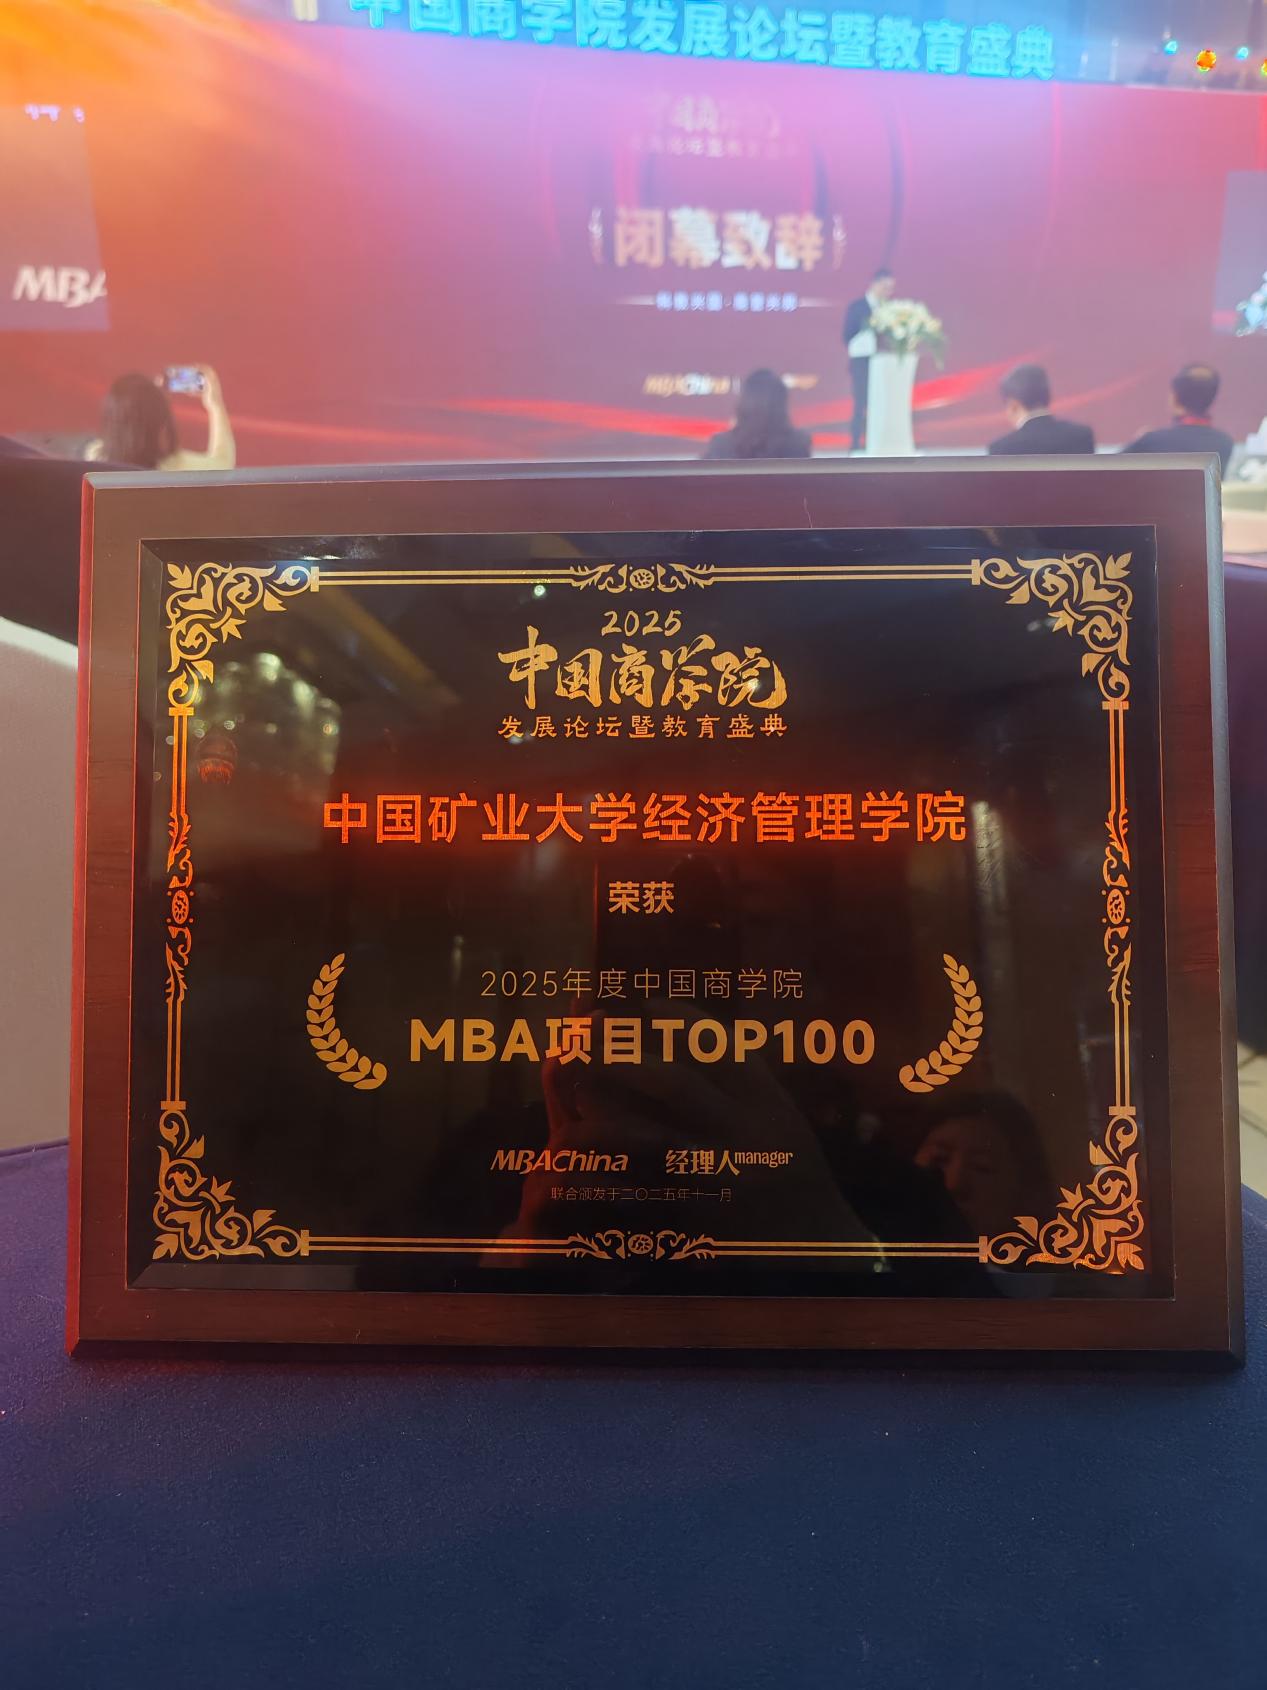 中国商学院发展论坛暨教育盛典
闭幕致辞
MBA
MBAChina
2025
中国商学院
发展论坛暨教育盛典
中国矿业大学经济管理学院
荣获
2025年度中国商学院
MBA项目TOP100
MBAChina 经理人manager
联合颁发于二〇二五年十一月